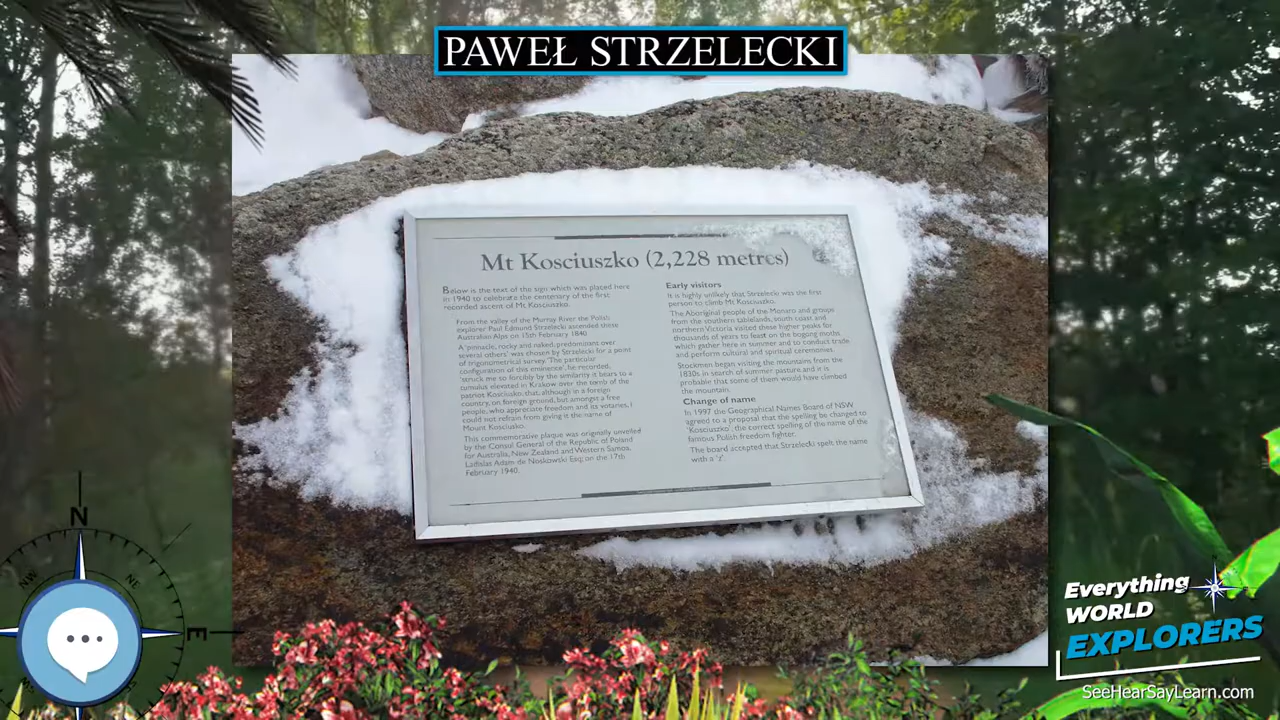 PAWEŁ STRZELECKI
Mt Kosciuszko (2,228 metres)
Below is the text of the sign which was placed here
in 1940 to celebrate the centenary of the first
recorded ascent of Mt. Kosciusko.
From the valley of the Murray River the Polish
explorer Paul Edmund Strzelecki ascended these
Australian Alps on 15th February 1840.
A 'pinnacle, rocky and naked, predominant over
several others' was chosen by Strzelecki for a point
of trigonometrical survey. 'The particular
configuration of this eminence', he recorded,
'struck me so forcibly by the similarity it bears to a
tumulus elevated in Krakow over the tomb of the
patriot Kosciusko, that, although in a foreign
country, on foreign ground, but amongst a free
people, who appreciate freedom and its votaries, I
could not refrain from giving it the name of
Mount Kosciusko.
This commemorative plaque was originally unveiled
by the Consul General of the Republic of Poland
for Australia, New Zealand and Western Samoa,
Ladislas Adam de Noskowski Esq; on the 17th
February 1940.
Early visitors
It is highly unlikely that Strzelecki was the first
person to climb Mt Kosciuszko.
The Aboriginal people of the Monaro and groups
from the southern tablelands, south coast and
northern Victoria visited these higher peaks for
thousands of years to feast on the bogong moths
which gather here in summer and to conduct trade
and perform cultural and spiritual ceremonies.
Stockmen began visiting the mountains from the
1830s in search of summer pasture, and it is
probable that some of them would have climbed
the mountain.
Change of name
In 1997 the Geographical Names Board of NSW
agreed to a proposal that the spelling be changed to
'Kosciuszko', the correct spelling of the name of the
famous Polish freedom fighter.
The board accepted that Strzelecki spelt the name
with a 'z'.
N
NW
NE
E
Everything
WORLD
EXPLORERS
SeeHearSayLearn.com